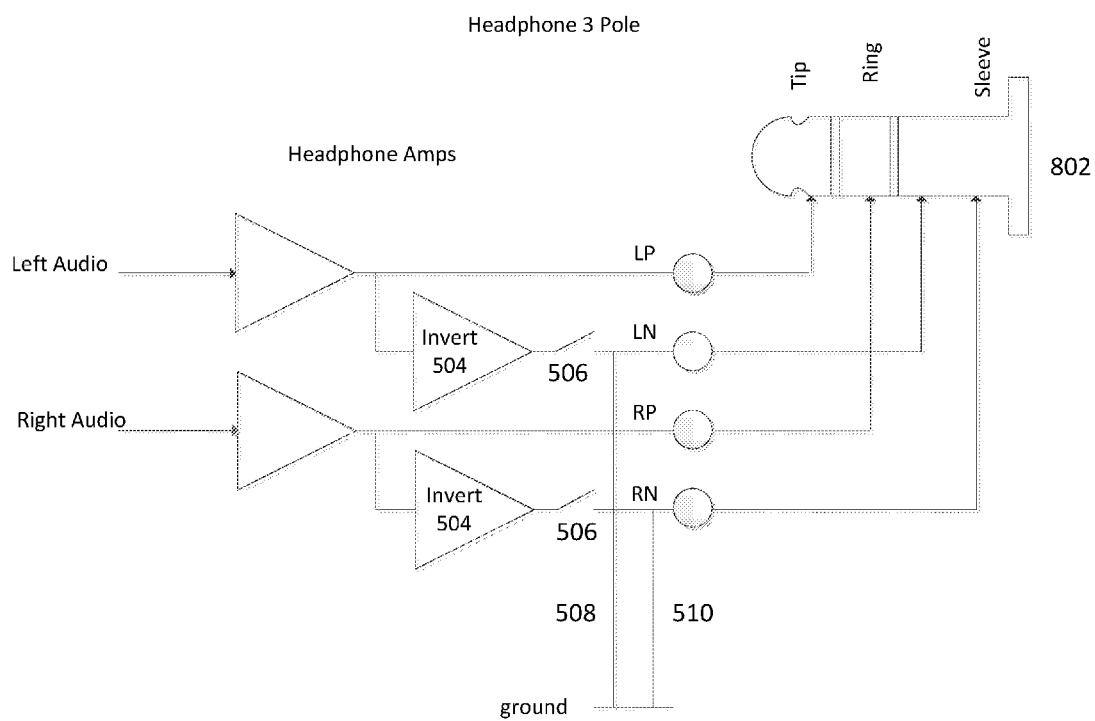 Headphone 3 Pole
Tip
Ring
Sleeve
802
Headphone Amps
Left Audio
LP
Invert
504
506
LN
Right Audio
RP
Invert
504
506
RN
508
510
ground